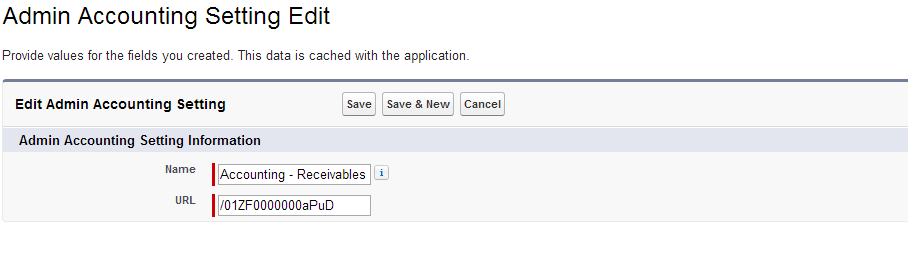 Admin Accounting Setting Edit
Provide values for the fields you created. This data is cached with the application.
Edit Admin Accounting Setting Save Save & New Cancel
Admin Accounting Setting Information
Name Accounting - Receivables i
URL /01ZF0000000aPuD